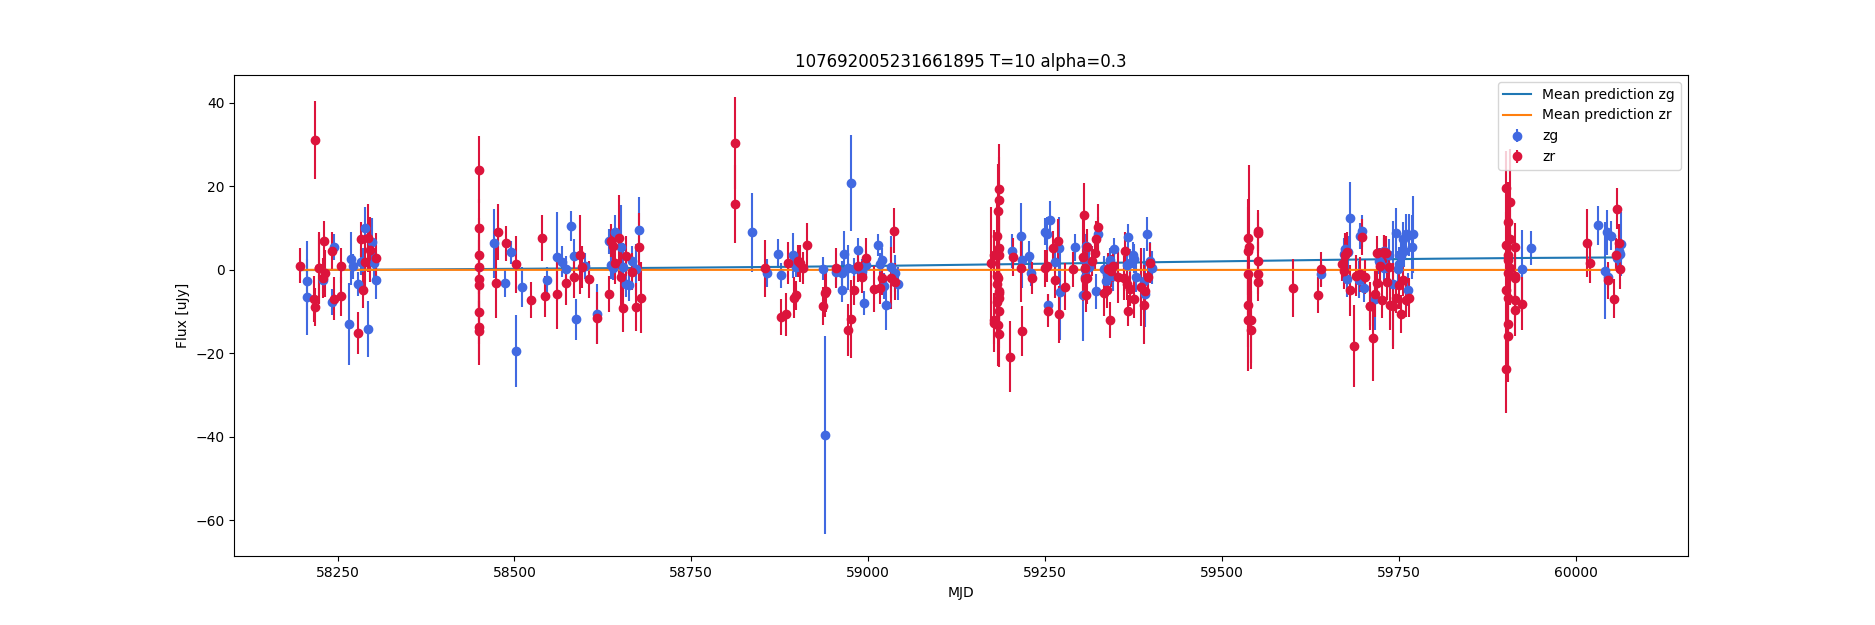 107692005231661895 T=10 alpha=0.3
Mean prediction zg
Mean prediction zr
zg
zr
40
20
0
−20
−40
−60
Flux [uJy]
58250
58500
58750
59000
59250
59500
59750
60000
MJD